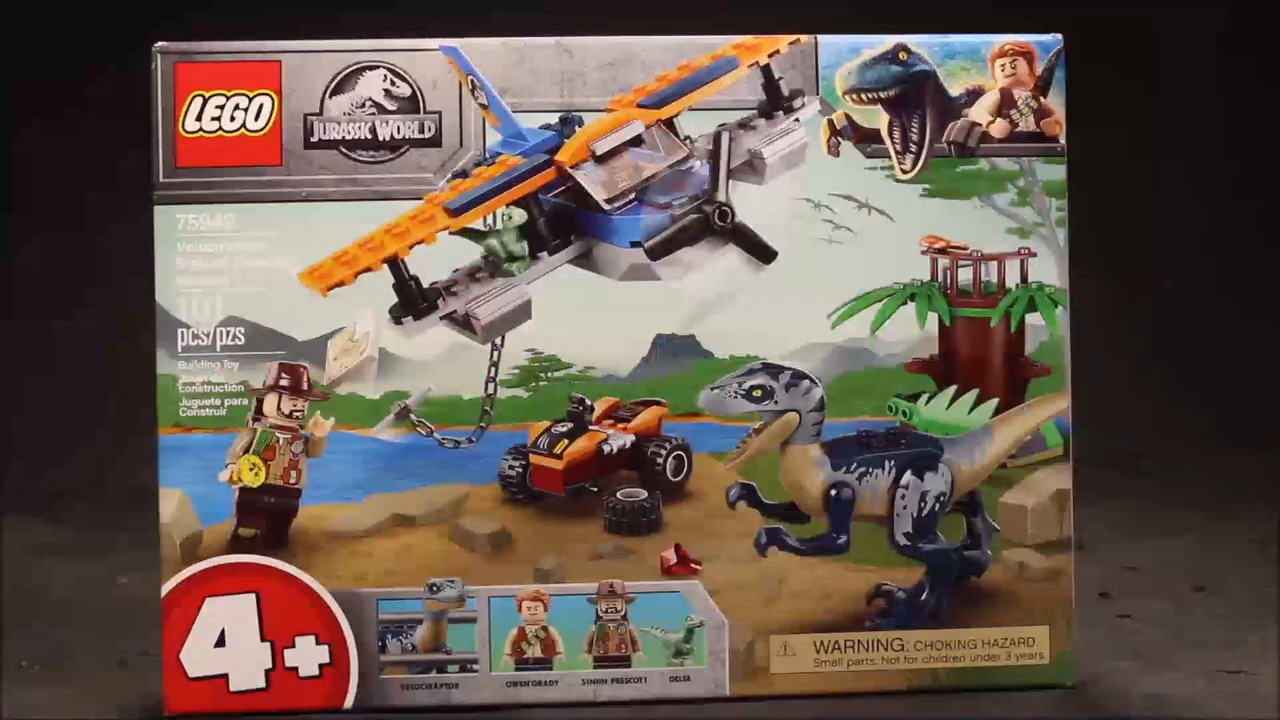 LEGO
JURASSIC WORLD
75942
101
pcs/pzs
Building Toy
Construction
Juguete para
Construir
4+
VELOCIRAPTOR
OWEN GRADY
SINJIN PRESCOTT
DELTA
WARNING: CHOKING HAZARD.
Small parts. Not for children under 3 years.